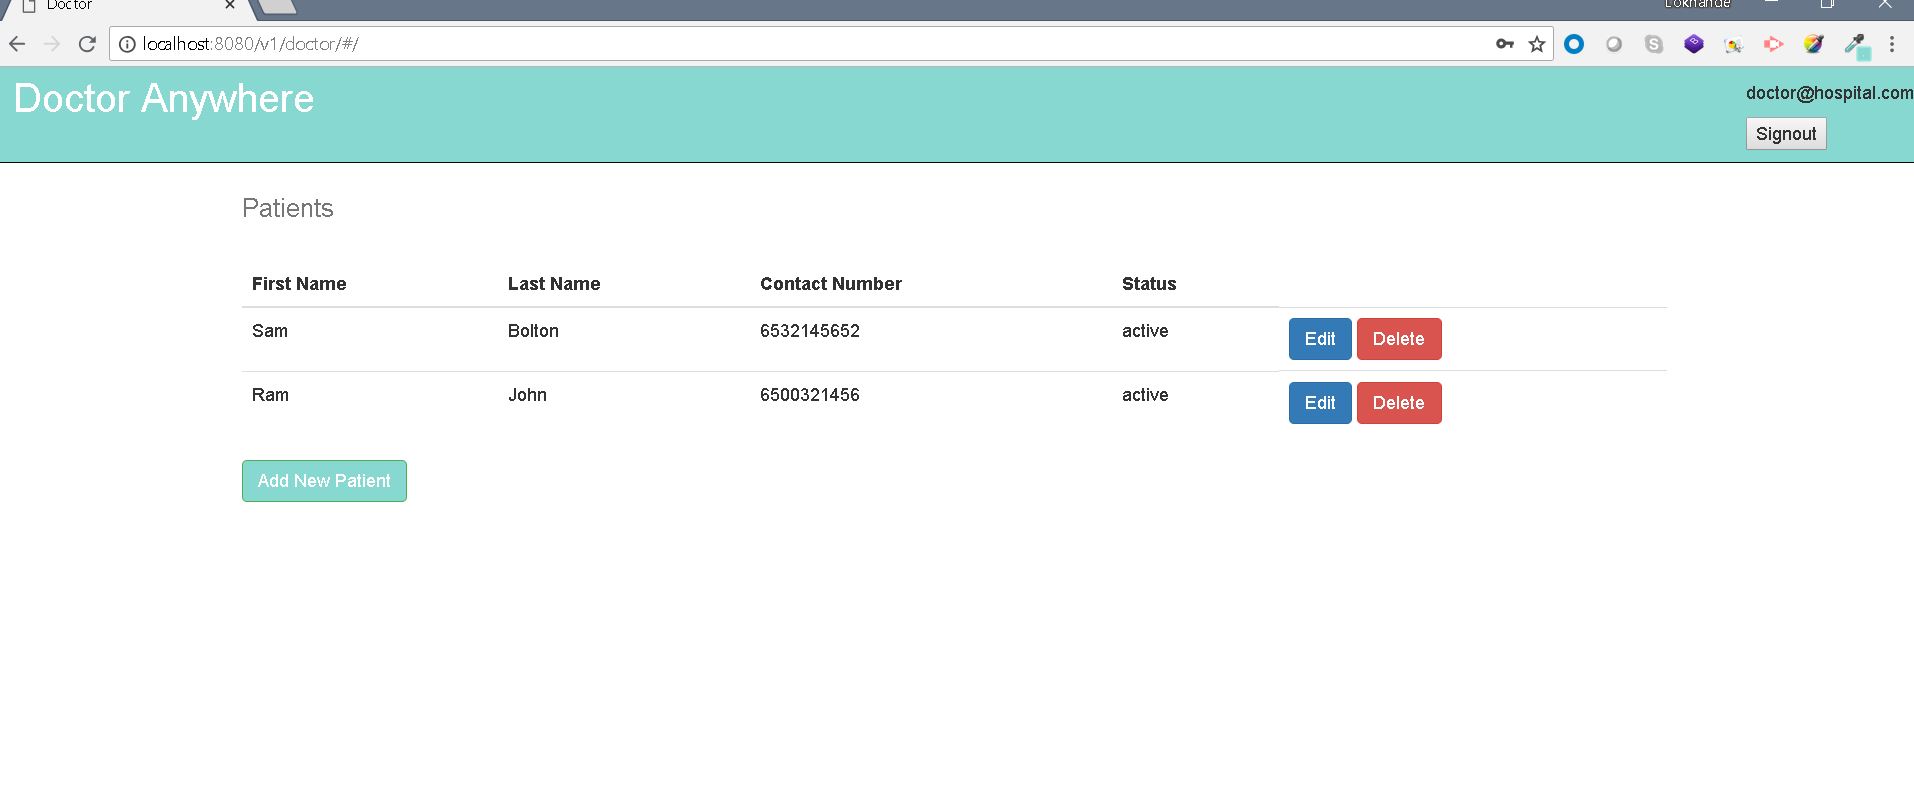 Doctor
Lokhande
localhost:8080/v1/doctor/#/
Doctor Anywhere
doctor@hospital.com
Signout
Patients
First Name Last Name Contact Number Status
Sam Bolton 6532145652 active Edit Delete
Ram John 6500321456 active Edit Delete
Add New Patient